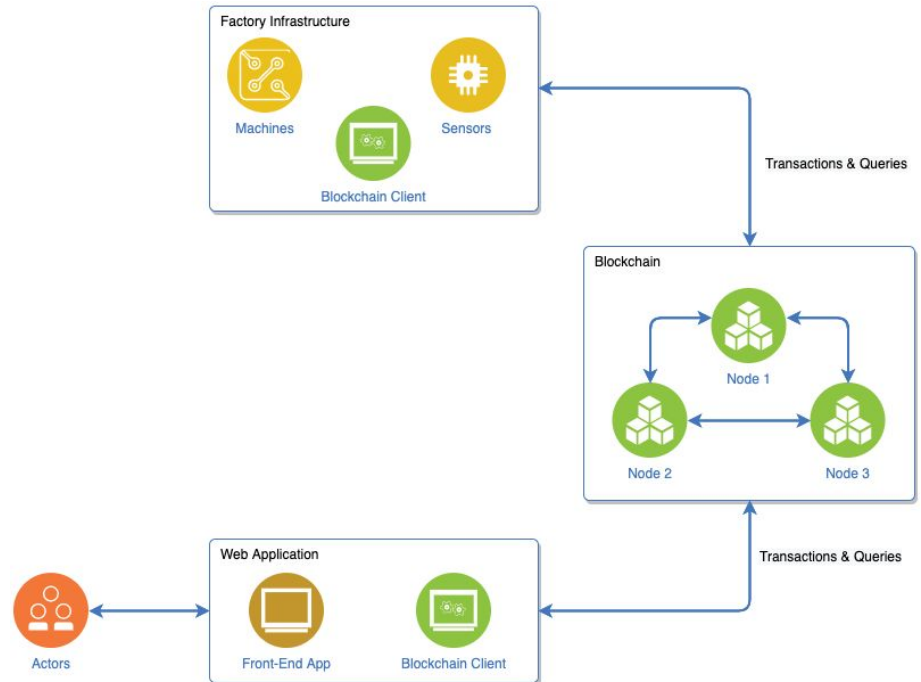 Factory Infrastructure
Machines
Sensors
Blockchain Client
Transactions & Queries
Blockchain
Node 1
Node 2
Node 3
Transactions & Queries
Web Application
Actors
Front-End App
Blockchain Client